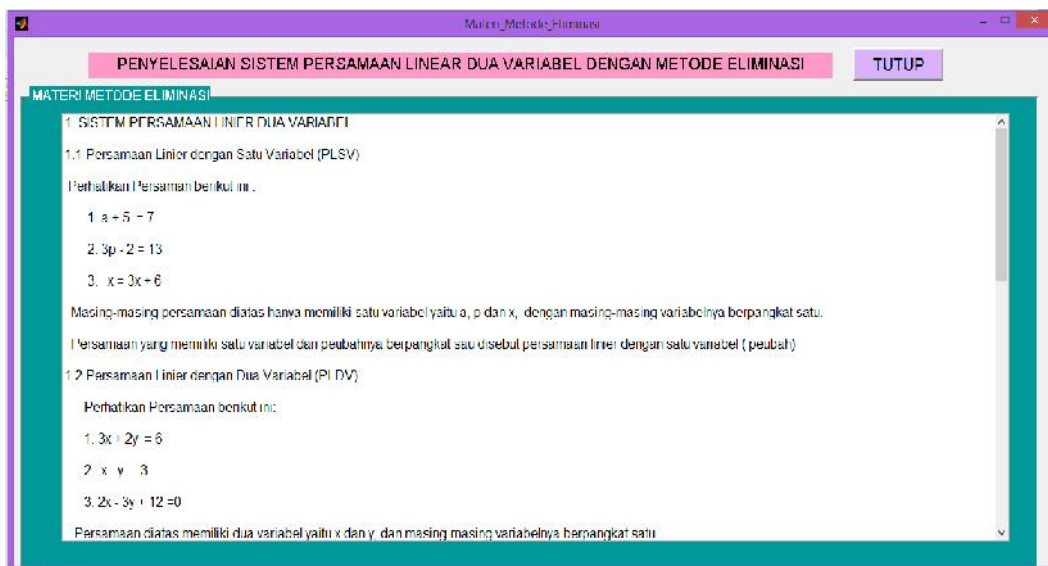 Materi_Metode_Eliminasi
PENYELESAIAN SISTEM PERSAMAAN LINEAR DUA VARIABEL DENGAN METODE ELIMINASI
TUTUP
MATERI METODE ELIMINASI
1. SISTEM PERSAMAAN LINIER DUA VARIABEL
1.1 Persamaan Linier dengan Satu Variabel (PLSV)
Perhatikan Persaman berikut ini :
1. a + 5 = 7
2. 3p - 2 = 13
3. x = 3x + 6
Masing-masing persamaan diatas hanya memiliki satu variabel yaitu a, p dan x, dengan masing-masing variabelnya berpangkat satu.
Persamaan yang memiliki satu variabel dan peubahnya berpangkat sau disebut persamaan linier dengan satu variabel ( peubah)
1.2 Persamaan Linier dengan Dua Variabel (PLDV)
Perhatikan Persamaan berikut ini:
1. 3x + 2y = 6
2. x y 3
3. 2x - 3y + 12 =0
Persamaan diatas memiliki dua variabel yaitu x dan y, dan masing masing variabelnya berpangkat satu